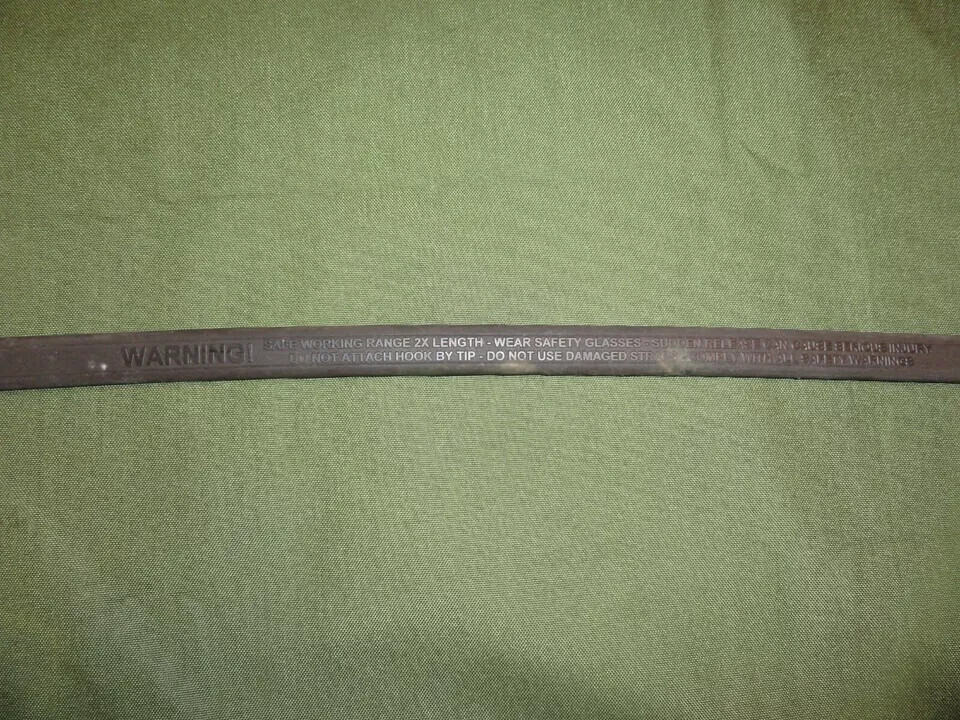 WARNING!
SAFE WORKING RANGE 2X LENGTH - WEAR SAFETY GLASSES - SUDDEN RELEASE CAN CAUSE SERIOUS INJURY
DO NOT ATTACH HOOK BY TIP - DO NOT USE DAMAGED COMPLY WITH ALL SAFETY WARNINGS